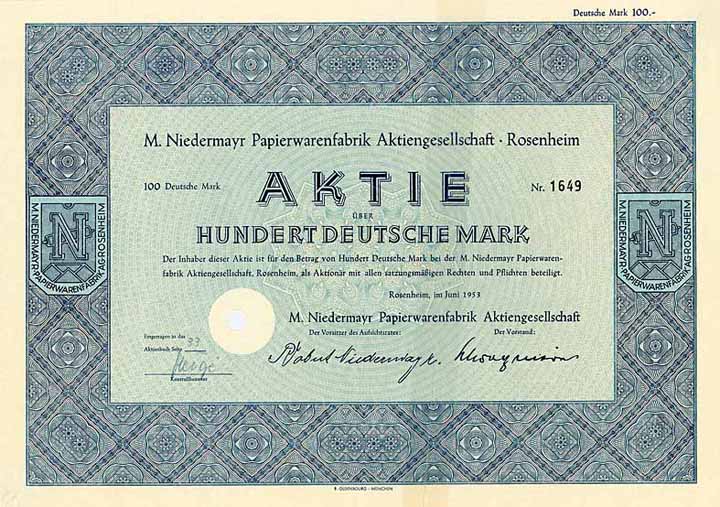 Deutsche Mark 100.-
M. Niedermayr Papierwarenfabrik Aktiengesellschaft · Rosenheim
100 Deutsche Mark
AKTIE
Nr. 1649
ÜBER
HUNDERT DEUTSCHE MARK
Der Inhaber dieser Aktie ist für den Betrag von Hundert Deutsche Mark bei der M. Niedermayr Papierwaren-
fabrik Aktiengesellschaft, Rosenheim, als Aktionär mit allen satzungsmäßigen Rechten und Pflichten beteiligt.
Rosenheim, im Juni 1953
M. Niedermayr Papierwarenfabrik Aktiengesellschaft
Der Vorsitzer des Aufsichtsrates:
Der Vorstand:
Eingetragen in das
Aktienbuch Seite 33
Kontrollbeamter
Robert Niedermayr
M. NIEDERMAYR PAPIERWARENFABRIK AG·ROSENHEIM
N
M. NIEDERMAYR PAPIERWARENFABRIK AG·ROSENHEIM
N
R. OLDENBOURG · MÜNCHEN